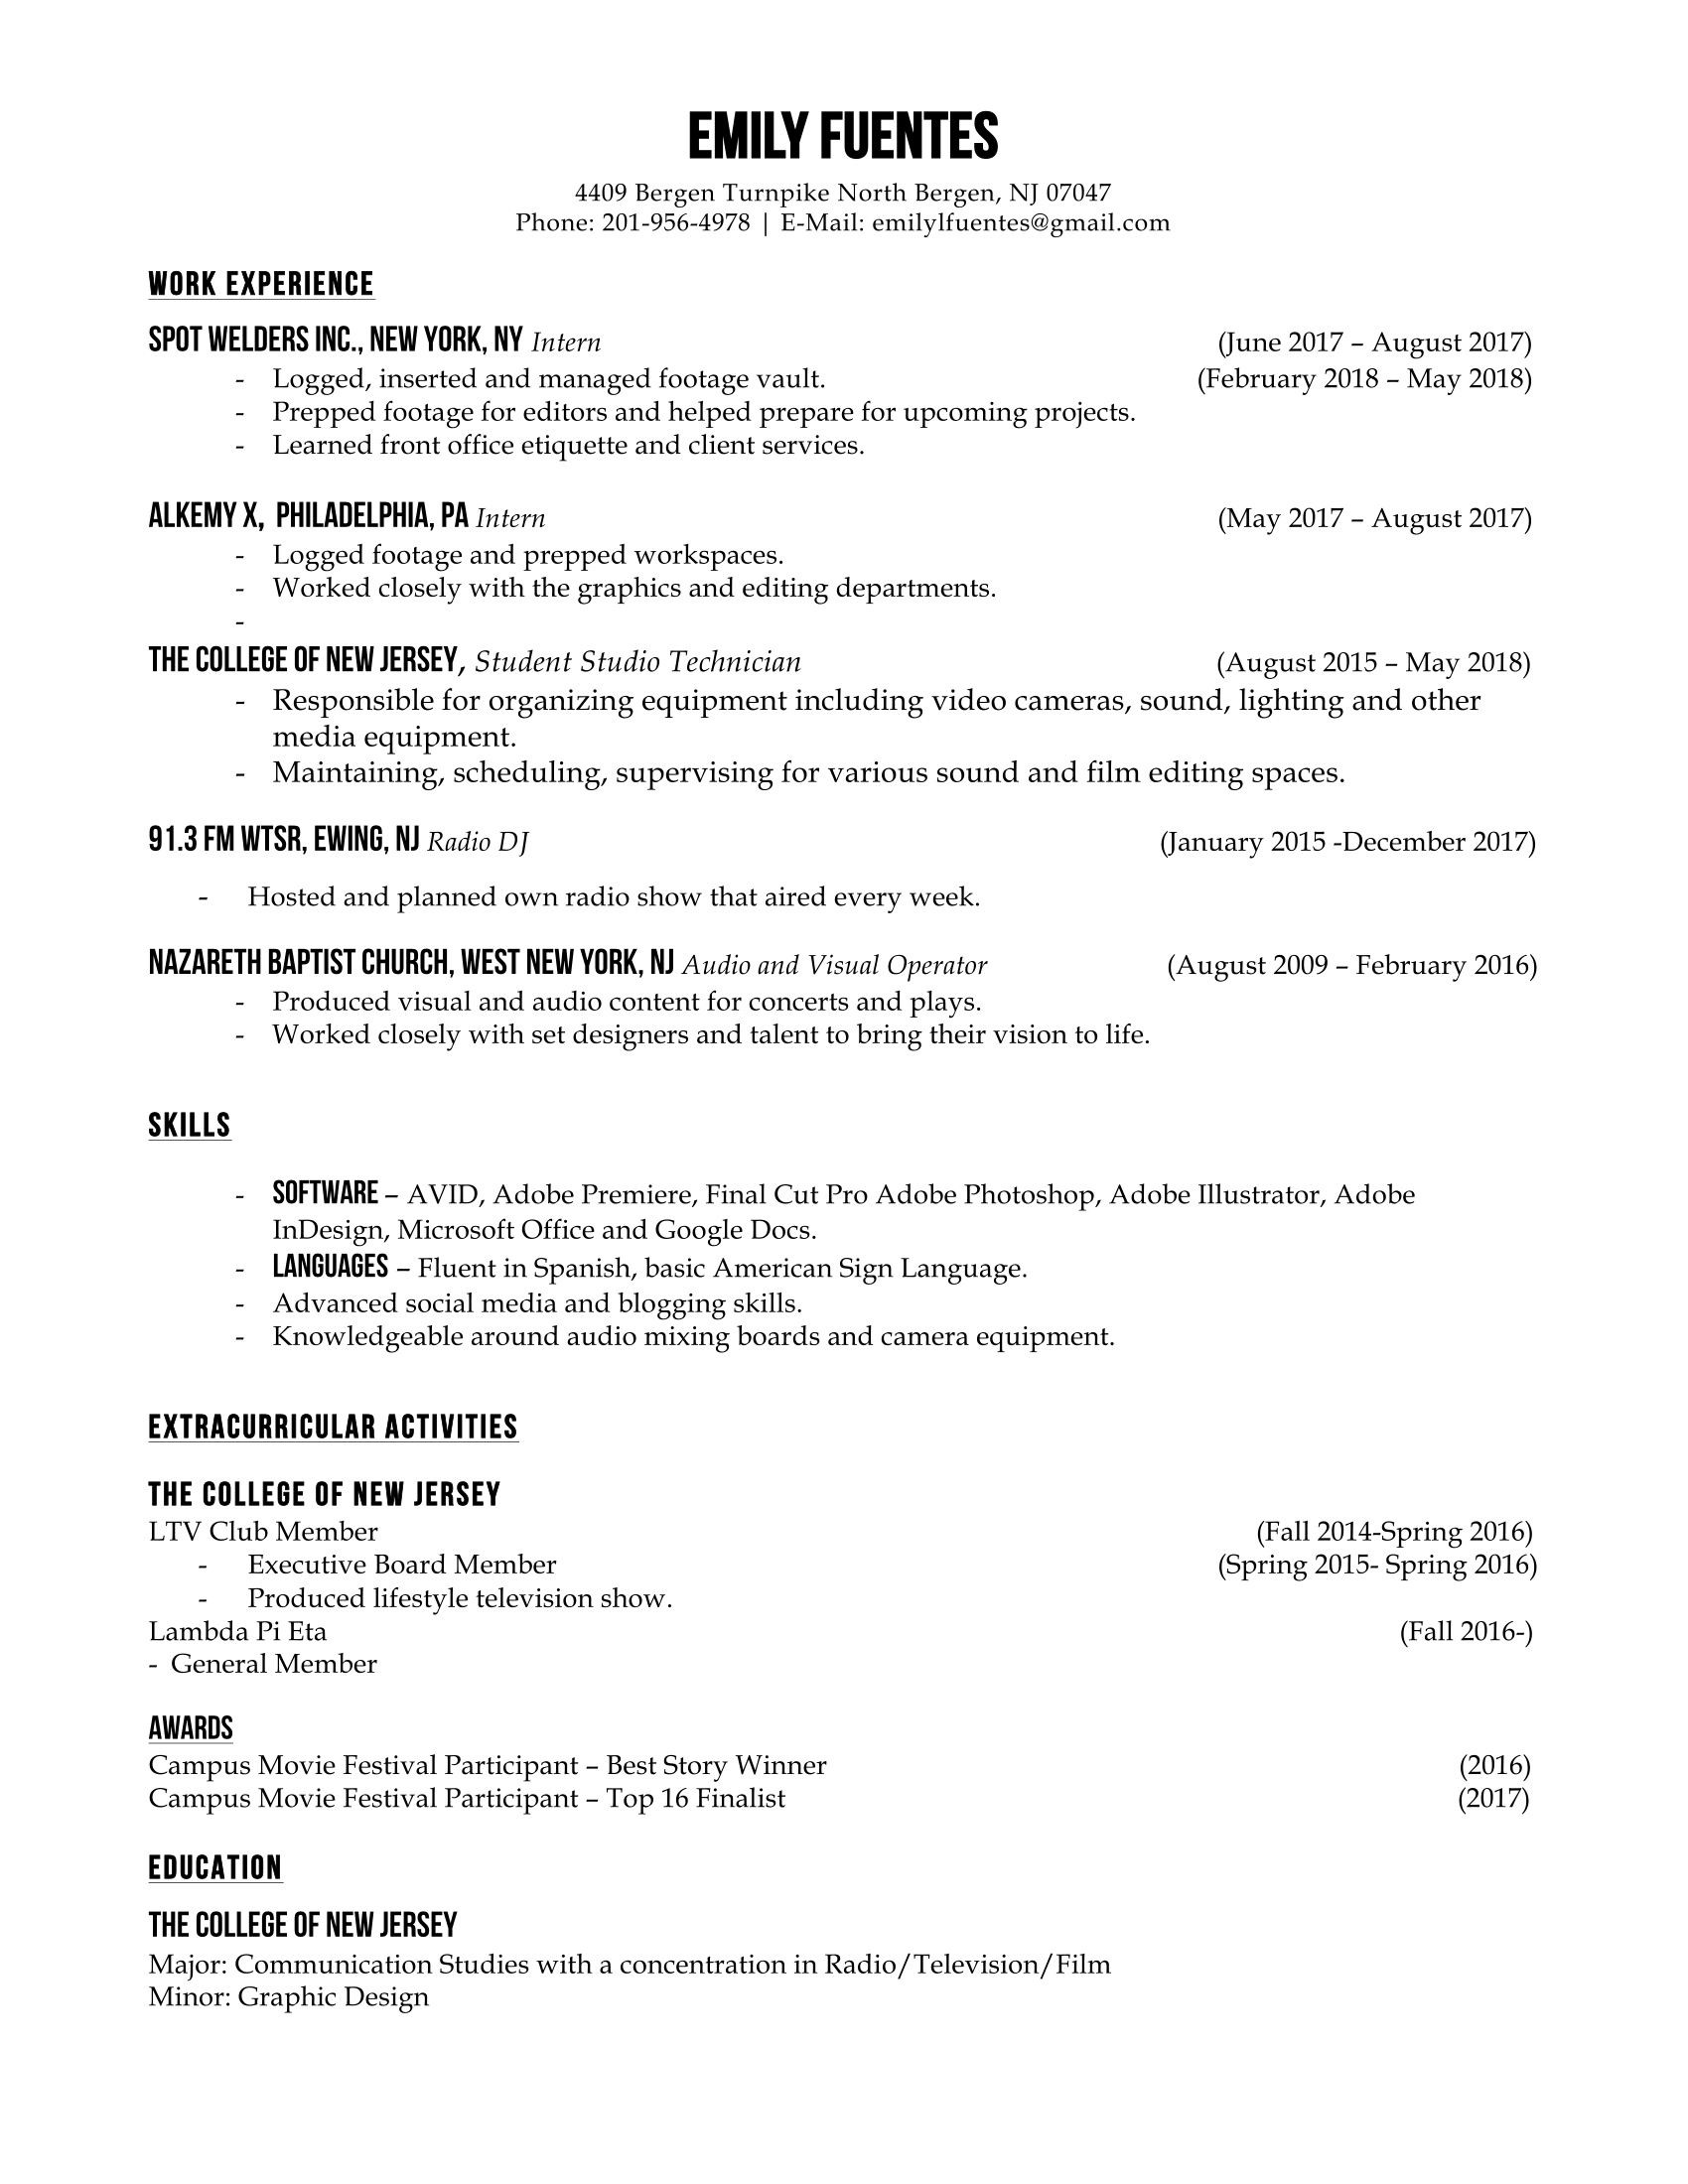 EMILY FUENTES
4409 Bergen Turnpike North Bergen, NJ 07047
Phone: 201-956-4978 | E-Mail: emilylfuentes@gmail.com
WORK EXPERIENCE
SPOT WELDERS INC., NEW YORK, NY Intern (June 2017 – August 2017)
- Logged, inserted and managed footage vault. (February 2018 – May 2018)
- Prepped footage for editors and helped prepare for upcoming projects.
- Learned front office etiquette and client services.
ALKEMY X, PHILADELPHIA, PA Intern (May 2017 – August 2017)
- Logged footage and prepped workspaces.
- Worked closely with the graphics and editing departments.
-
THE COLLEGE OF NEW JERSEY, Student Studio Technician (August 2015 – May 2018)
- Responsible for organizing equipment including video cameras, sound, lighting and other
media equipment.
- Maintaining, scheduling, supervising for various sound and film editing spaces.
91.3 FM WTSR, EWING, NJ Radio DJ (January 2015 -December 2017)
- Hosted and planned own radio show that aired every week.
NAZARETH BAPTIST CHURCH, WEST NEW YORK, NJ Audio and Visual Operator (August 2009 – February 2016)
- Produced visual and audio content for concerts and plays.
- Worked closely with set designers and talent to bring their vision to life.
SKILLS
- SOFTWARE – AVID, Adobe Premiere, Final Cut Pro Adobe Photoshop, Adobe Illustrator, Adobe
InDesign, Microsoft Office and Google Docs.
- LANGUAGES – Fluent in Spanish, basic American Sign Language.
- Advanced social media and blogging skills.
- Knowledgeable around audio mixing boards and camera equipment.
EXTRACURRICULAR ACTIVITIES
THE COLLEGE OF NEW JERSEY
LTV Club Member (Fall 2014-Spring 2016)
- Executive Board Member (Spring 2015- Spring 2016)
- Produced lifestyle television show.
Lambda Pi Eta (Fall 2016-)
- General Member
AWARDS
Campus Movie Festival Participant – Best Story Winner (2016)
Campus Movie Festival Participant – Top 16 Finalist (2017)
EDUCATION
THE COLLEGE OF NEW JERSEY
Major: Communication Studies with a concentration in Radio/Television/Film
Minor: Graphic Design